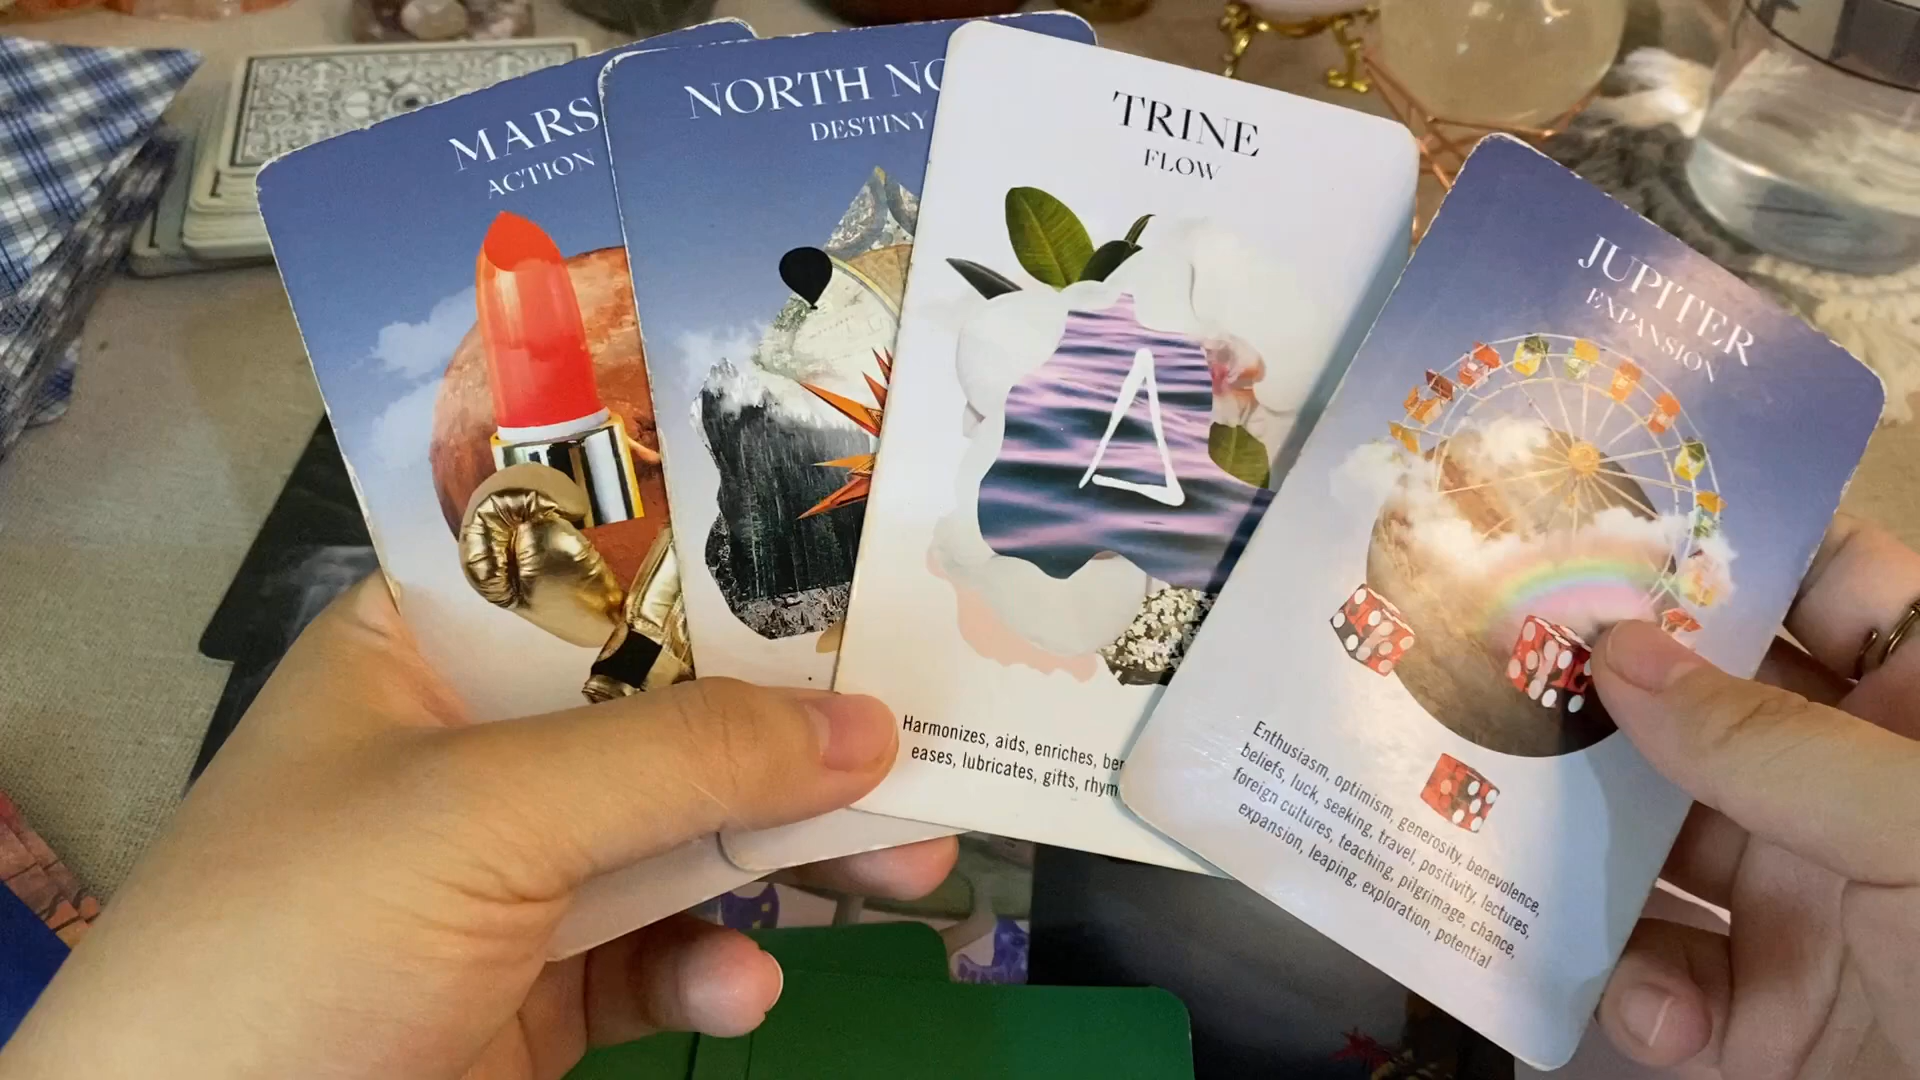 MARS
ACTION
NORTH NO
DESTINY
TRINE
FLOW
Harmonizes, aids, enriches, ber
eases, lubricates, gifts, rhym
JUPITER
EXPANSION
Enthusiasm, optimism, generosity, benevolence,
beliefs, luck, seeking, travel, positivity, lectures,
foreign cultures, teaching, pilgrimage, chance,
expansion, leaping, exploration, potential